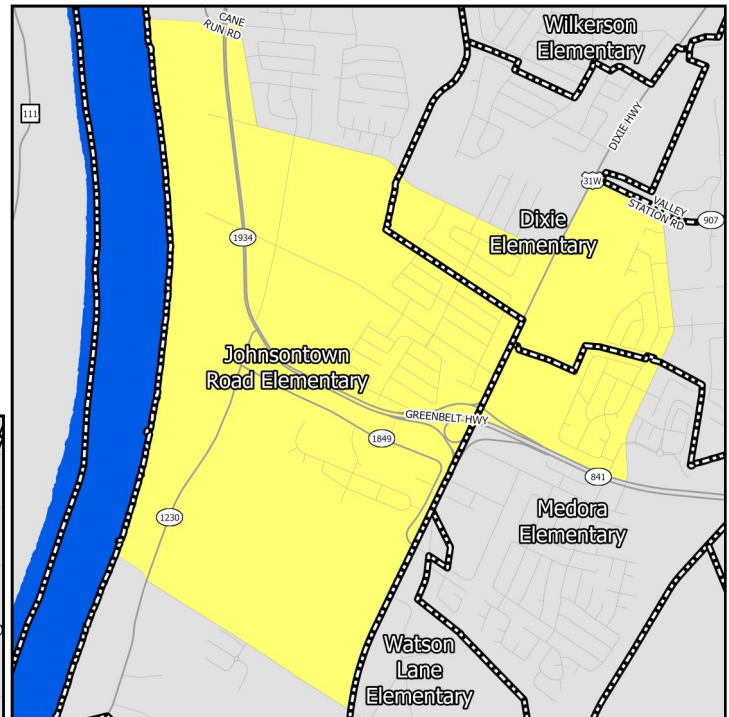 CANE
RUN RD
Wilkerson
Elementary
111
DIXIE HWY
31W
VALLEY
STATION RD
907
Dixie
Elementary
1934
Johnsontown
Road Elementary
GREENBELT HWY
1849
841
1230
Medora
Elementary
Watson
Lane
Elementary